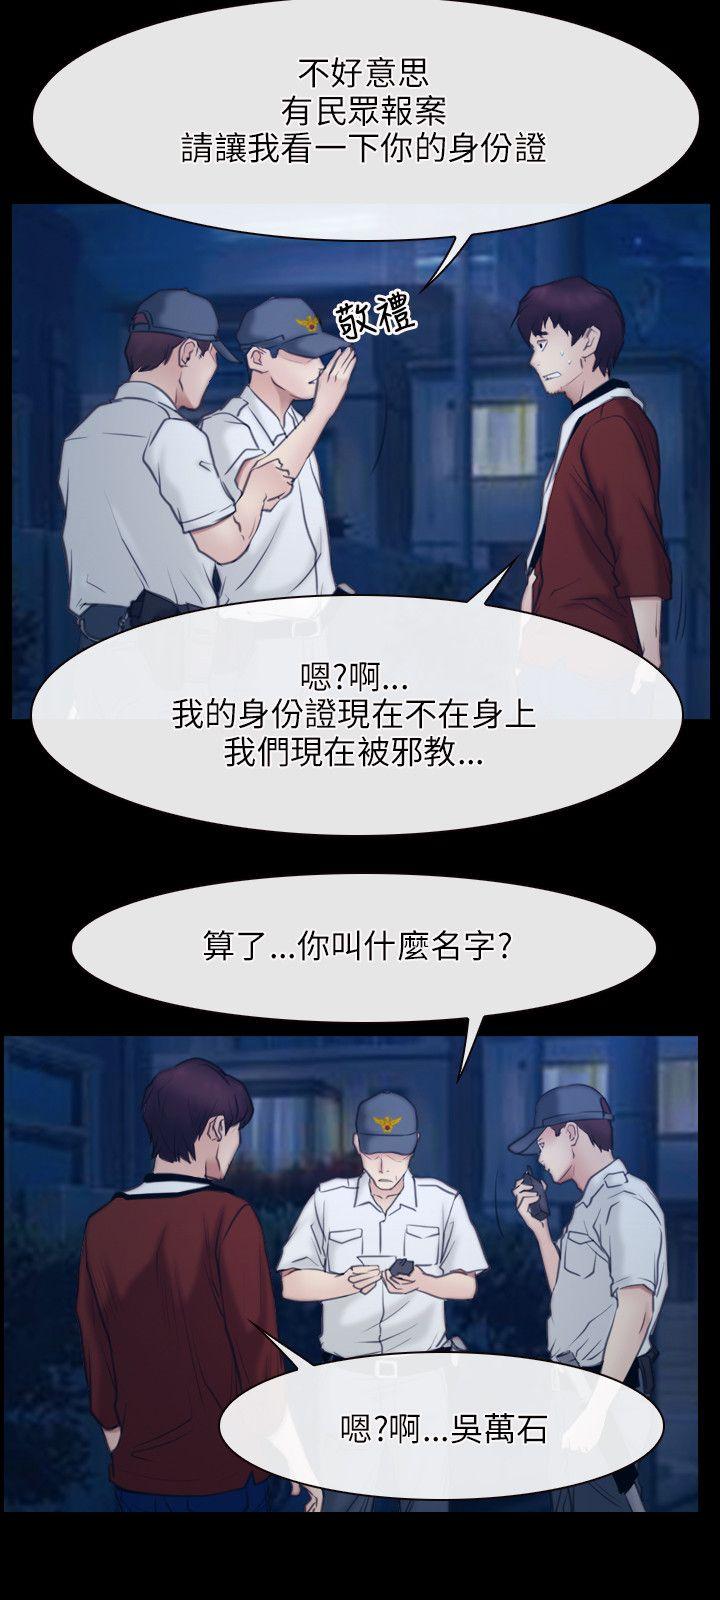 不好意思
有民眾報案
請讓我看一下你的身份證
敬禮
嗯?啊...
我的身份證現在不在身上
我們現在被邪教...
算了...你叫什麼名字?
嗯?啊...吳萬石